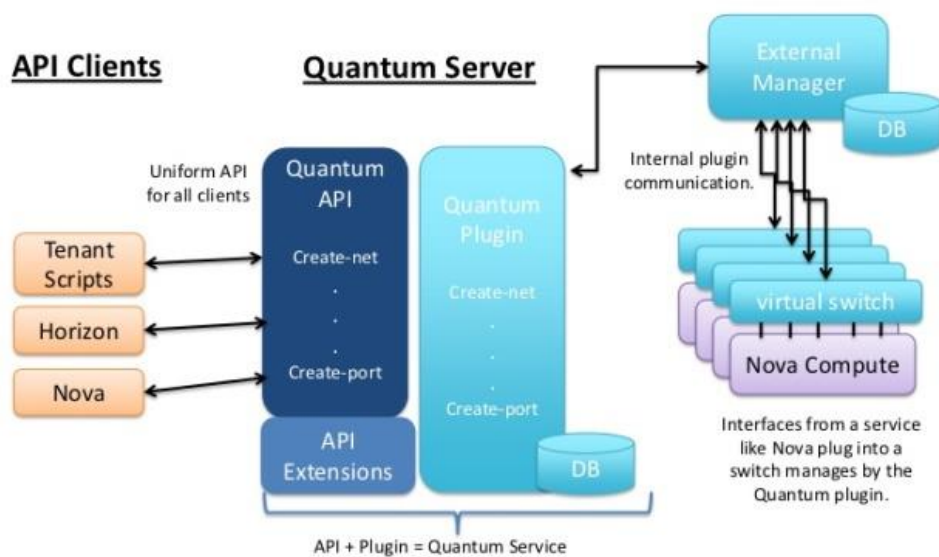 API Clients
Quantum Server
External
Manager
DB
Uniform API
for all clients
Quantum
API
Create-net
.
.
.
Create-port
API
Extensions
Quantum
Plugin
Create-net
.
.
.
Create-port
DB
Internal plugin
communication.
Tenant
Scripts
Horizon
Nova
virtual switch
Nova Compute
Interfaces from a service
like Nova plug into a
switch manages by the
Quantum plugin.
API + Plugin = Quantum Service